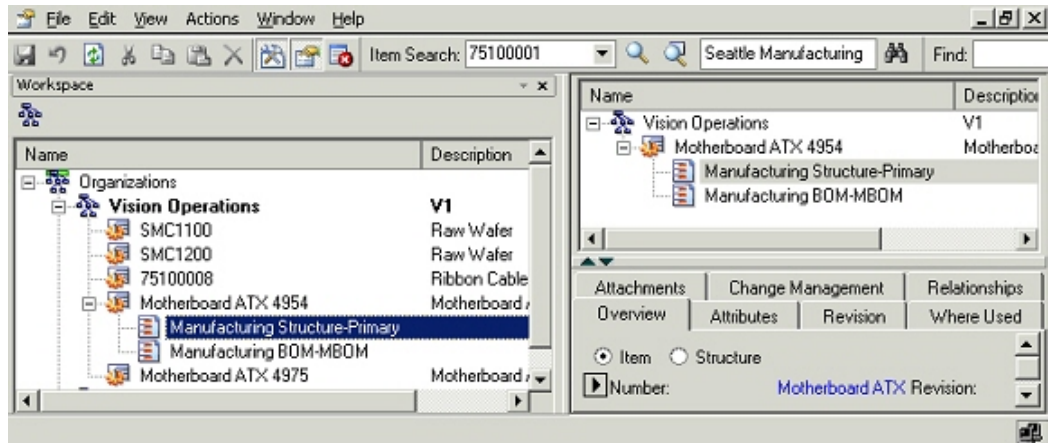 File Edit View Actions Window Help
Item Search: 75100001 Seattle Manufacturing Find:
Workspace
Name Description
Organizations
Vision Operations V1
SMC1100 Raw Wafer
SMC1200 Raw Wafer
75100008 Ribbon Cable
Motherboard ATX 4954 Motherboard
Manufacturing Structure-Primary
Manufacturing BOM-MBOM
Motherboard ATX 4975 Motherboard
Name Description
Vision Operations V1
Motherboard ATX 4954 Motherboa
Manufacturing Structure-Primary
Manufacturing BOM-MBOM
Attachments Change Management Relationships
Overview Attributes Revision Where Used
Item Structure
Number: Motherboard ATX Revision: